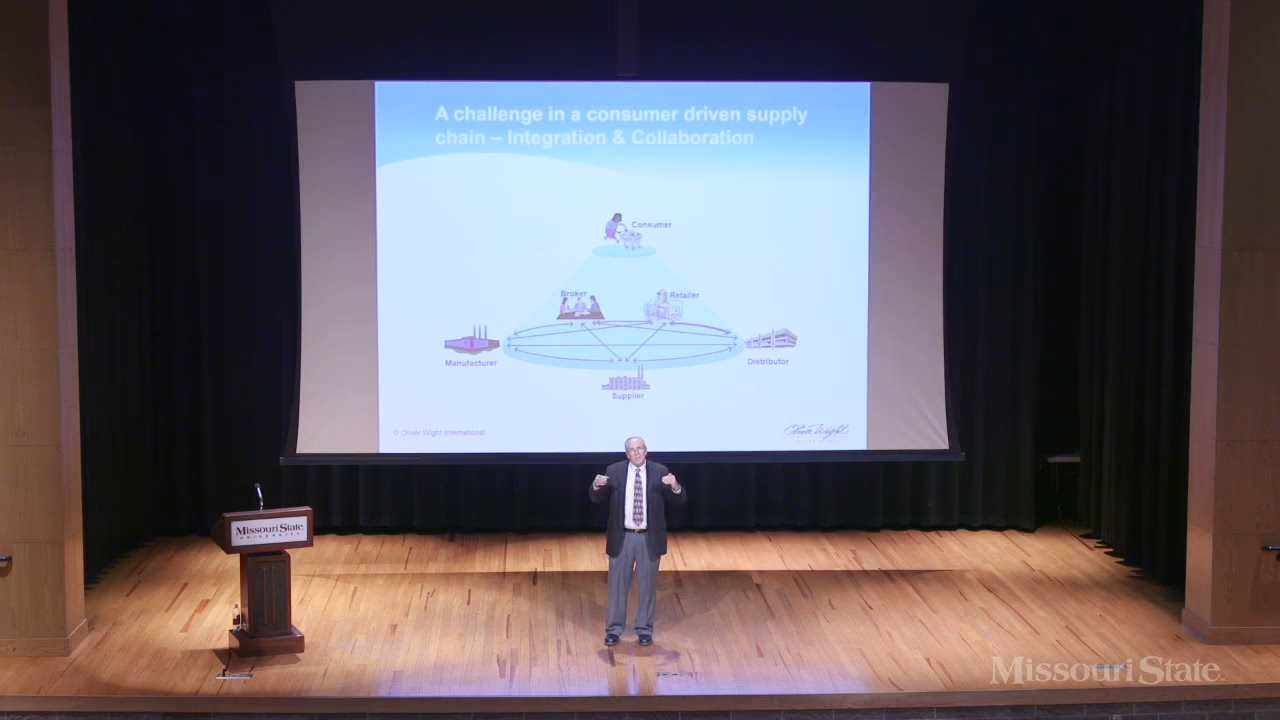 A challenge in a consumer driven supply
chain – Integration & Collaboration
Consumer
Broker
Retailer
Manufacturer
Distributor
Supplier
© Oliver Wight International
Oliver Wight
Missouri State
UNIVERSITY
Missouri State